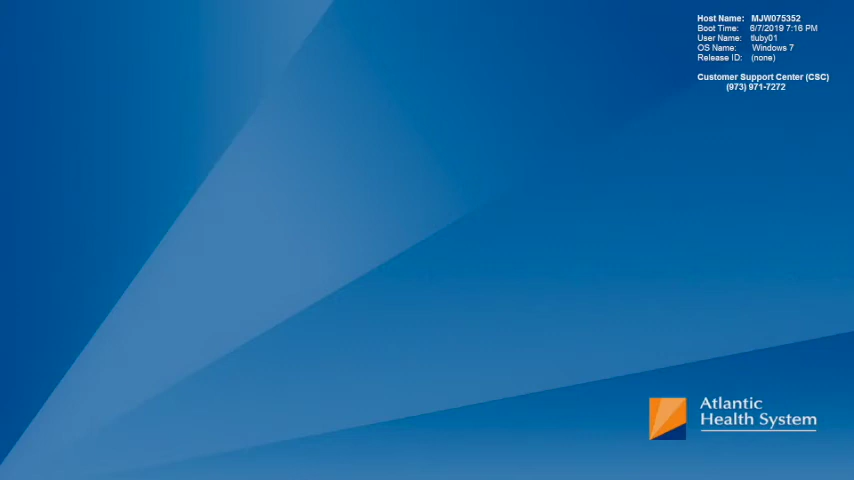 Host Name: MJW075352
Boot Time: 6/7/2019 7:16 PM
User Name: tluby01
OS Name: Windows 7
Release ID: (none)
Customer Support Center (CSC)
(973) 971-7272
Atlantic
Health System